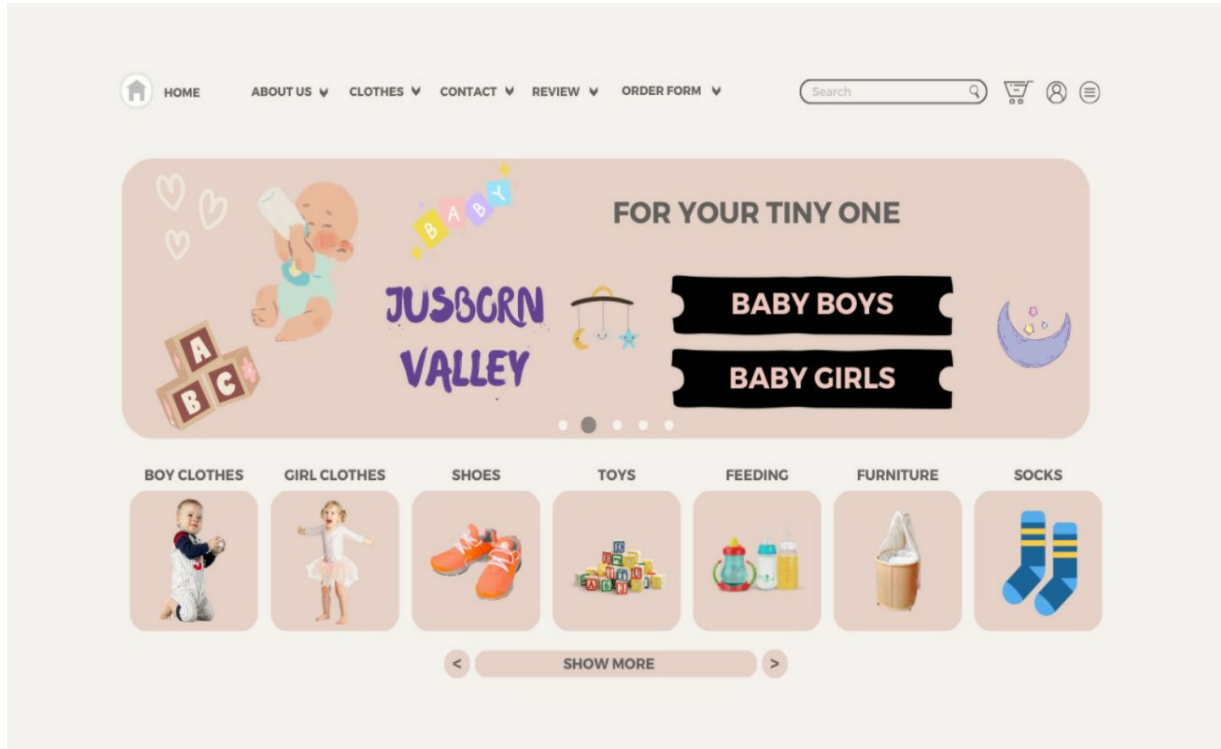 HOME
ABOUT US
CLOTHES
CONTACT
REVIEW
ORDER FORM
Search
BABY
FOR YOUR TINY ONE
JUSBORN
VALLEY
BABY BOYS
BABY GIRLS
A
B C
BOY CLOTHES
GIRL CLOTHES
SHOES
TOYS
FEEDING
FURNITURE
SOCKS
<
SHOW MORE
>